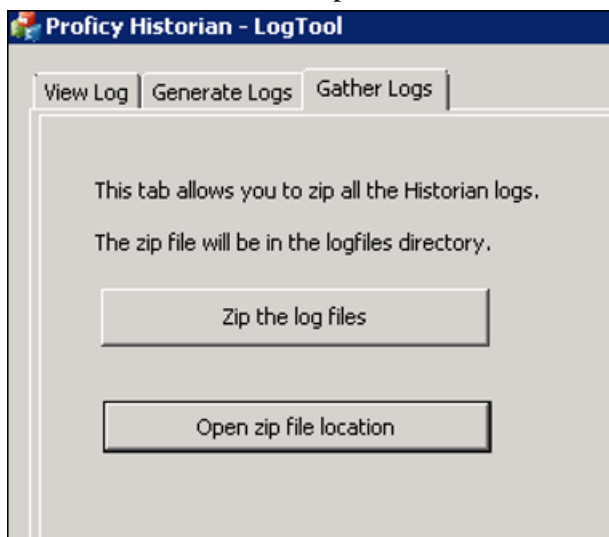 Proficy Historian - LogTool
View Log Generate Logs Gather Logs
This tab allows you to zip all the Historian logs.
The zip file will be in the logfiles directory.
Zip the log files
Open zip file location